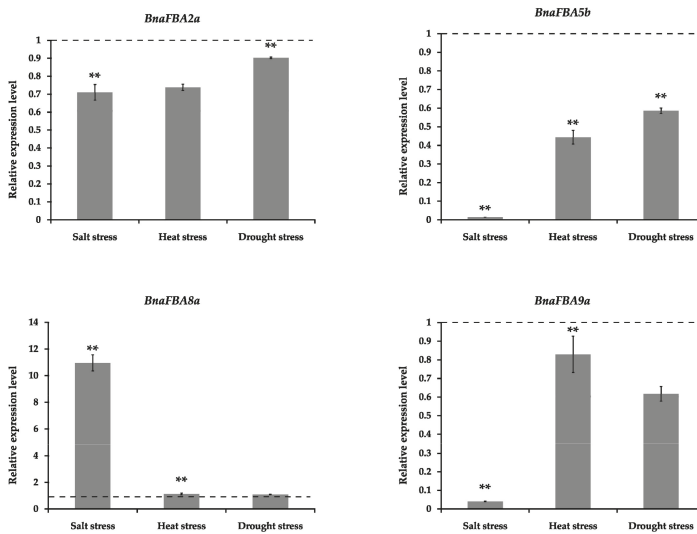 BnaFBA2a
Relative expression level
1
0.9
0.8
0.7
0.6
0.5
0.7
0.3
0.2
0.1
0
**
**
Salt stress
Heat stress
Drought stress
BnaFBA5b
Relative expression level
1
0.9
0.8
0.7
0.6
0.5
0.4
0.3
0.2
0.1
0
**
**
**
Salt stress
Heat stress
Drought stress
BnaFBA8a
Relative expression level
14
12
10
8
6
4
2
0
**
**
Salt stress
Heat stress
Drought stress
BnaFBA9a
Relative expression level
1
0.9
0.8
0.7
0.6
0.5
0.4
0.3
0.2
0.1
0
**
**
Salt stress
Heat stress
Drought stress